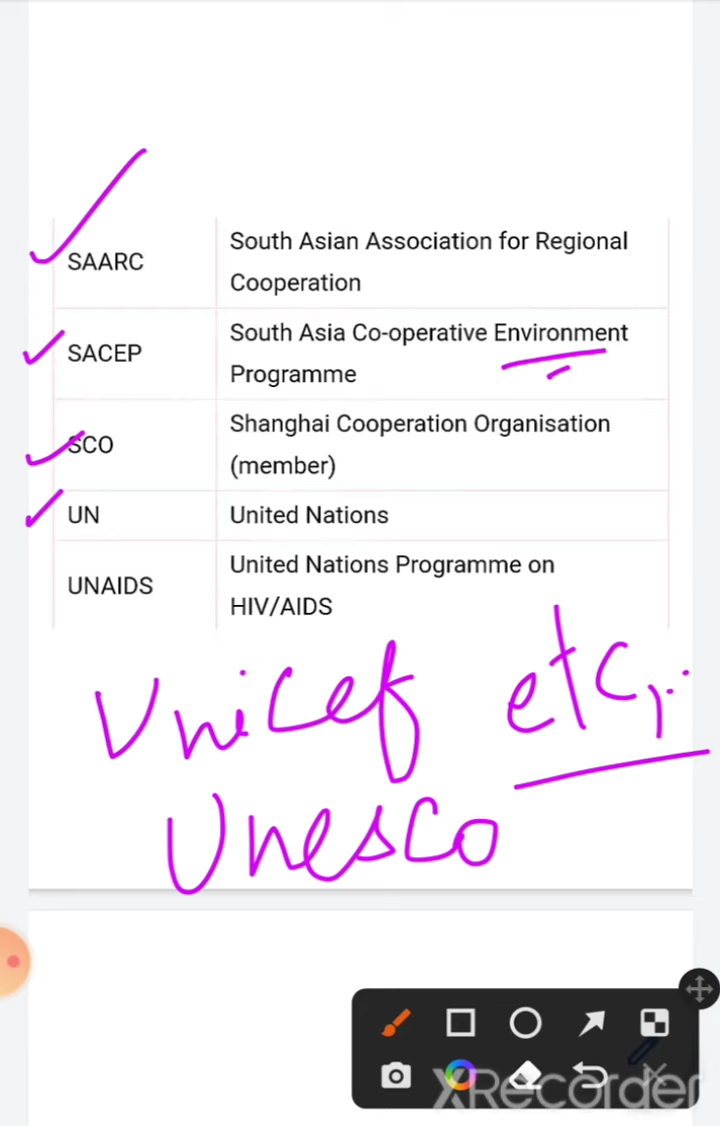 SAARC
South Asian Association for Regional
Cooperation
SACEP
South Asia Co-operative Environment
Programme
SCO
Shanghai Cooperation Organisation
(member)
UN
United Nations
UNAIDS
United Nations Programme on
HIV/AIDS
Unicef etc,..
Unesco
XRecorder